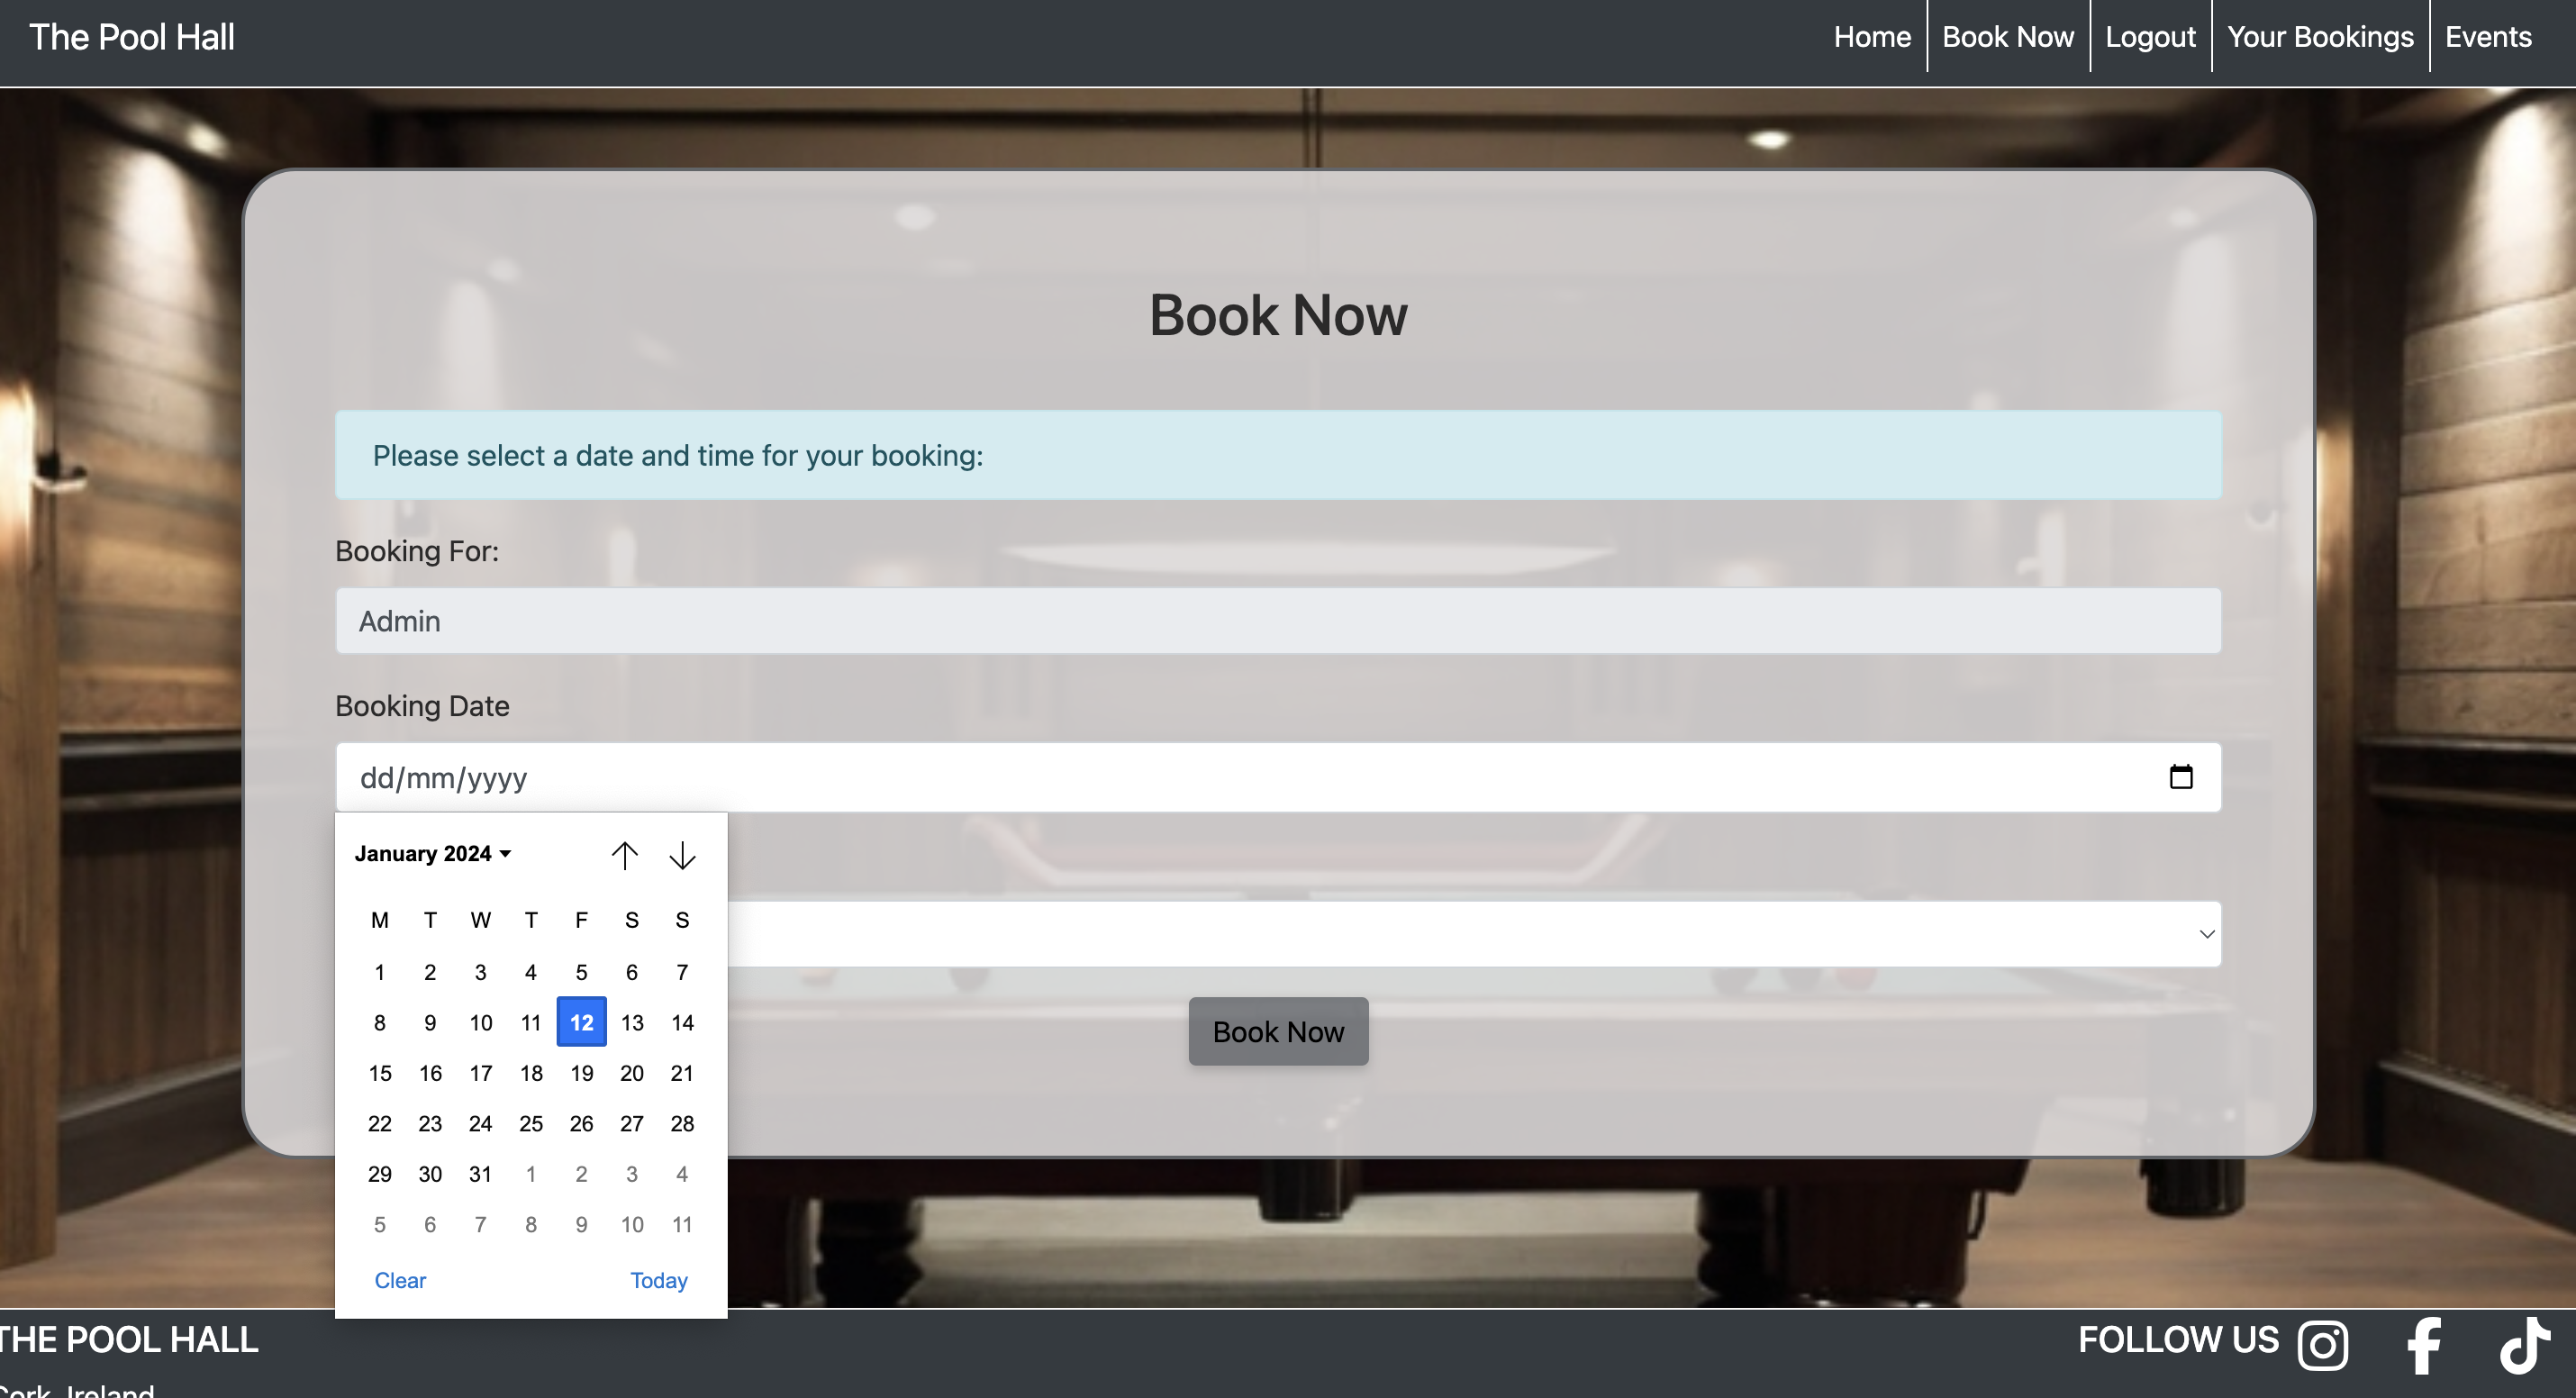 The Pool Hall
Home Book Now Logout Your Bookings Events
Book Now
Please select a date and time for your booking:
Booking For:
Admin
Booking Date
dd/mm/yyyy
January 2024
M T W T F S S
1 2 3 4 5 6 7
8 9 10 11 12 13 14
15 16 17 18 19 20 21
22 23 24 25 26 27 28
29 30 31 1 2 3 4
5 6 7 8 9 10 11
Clear Today
Book Now
THE POOL HALL
FOLLOW US
Cork, Ireland